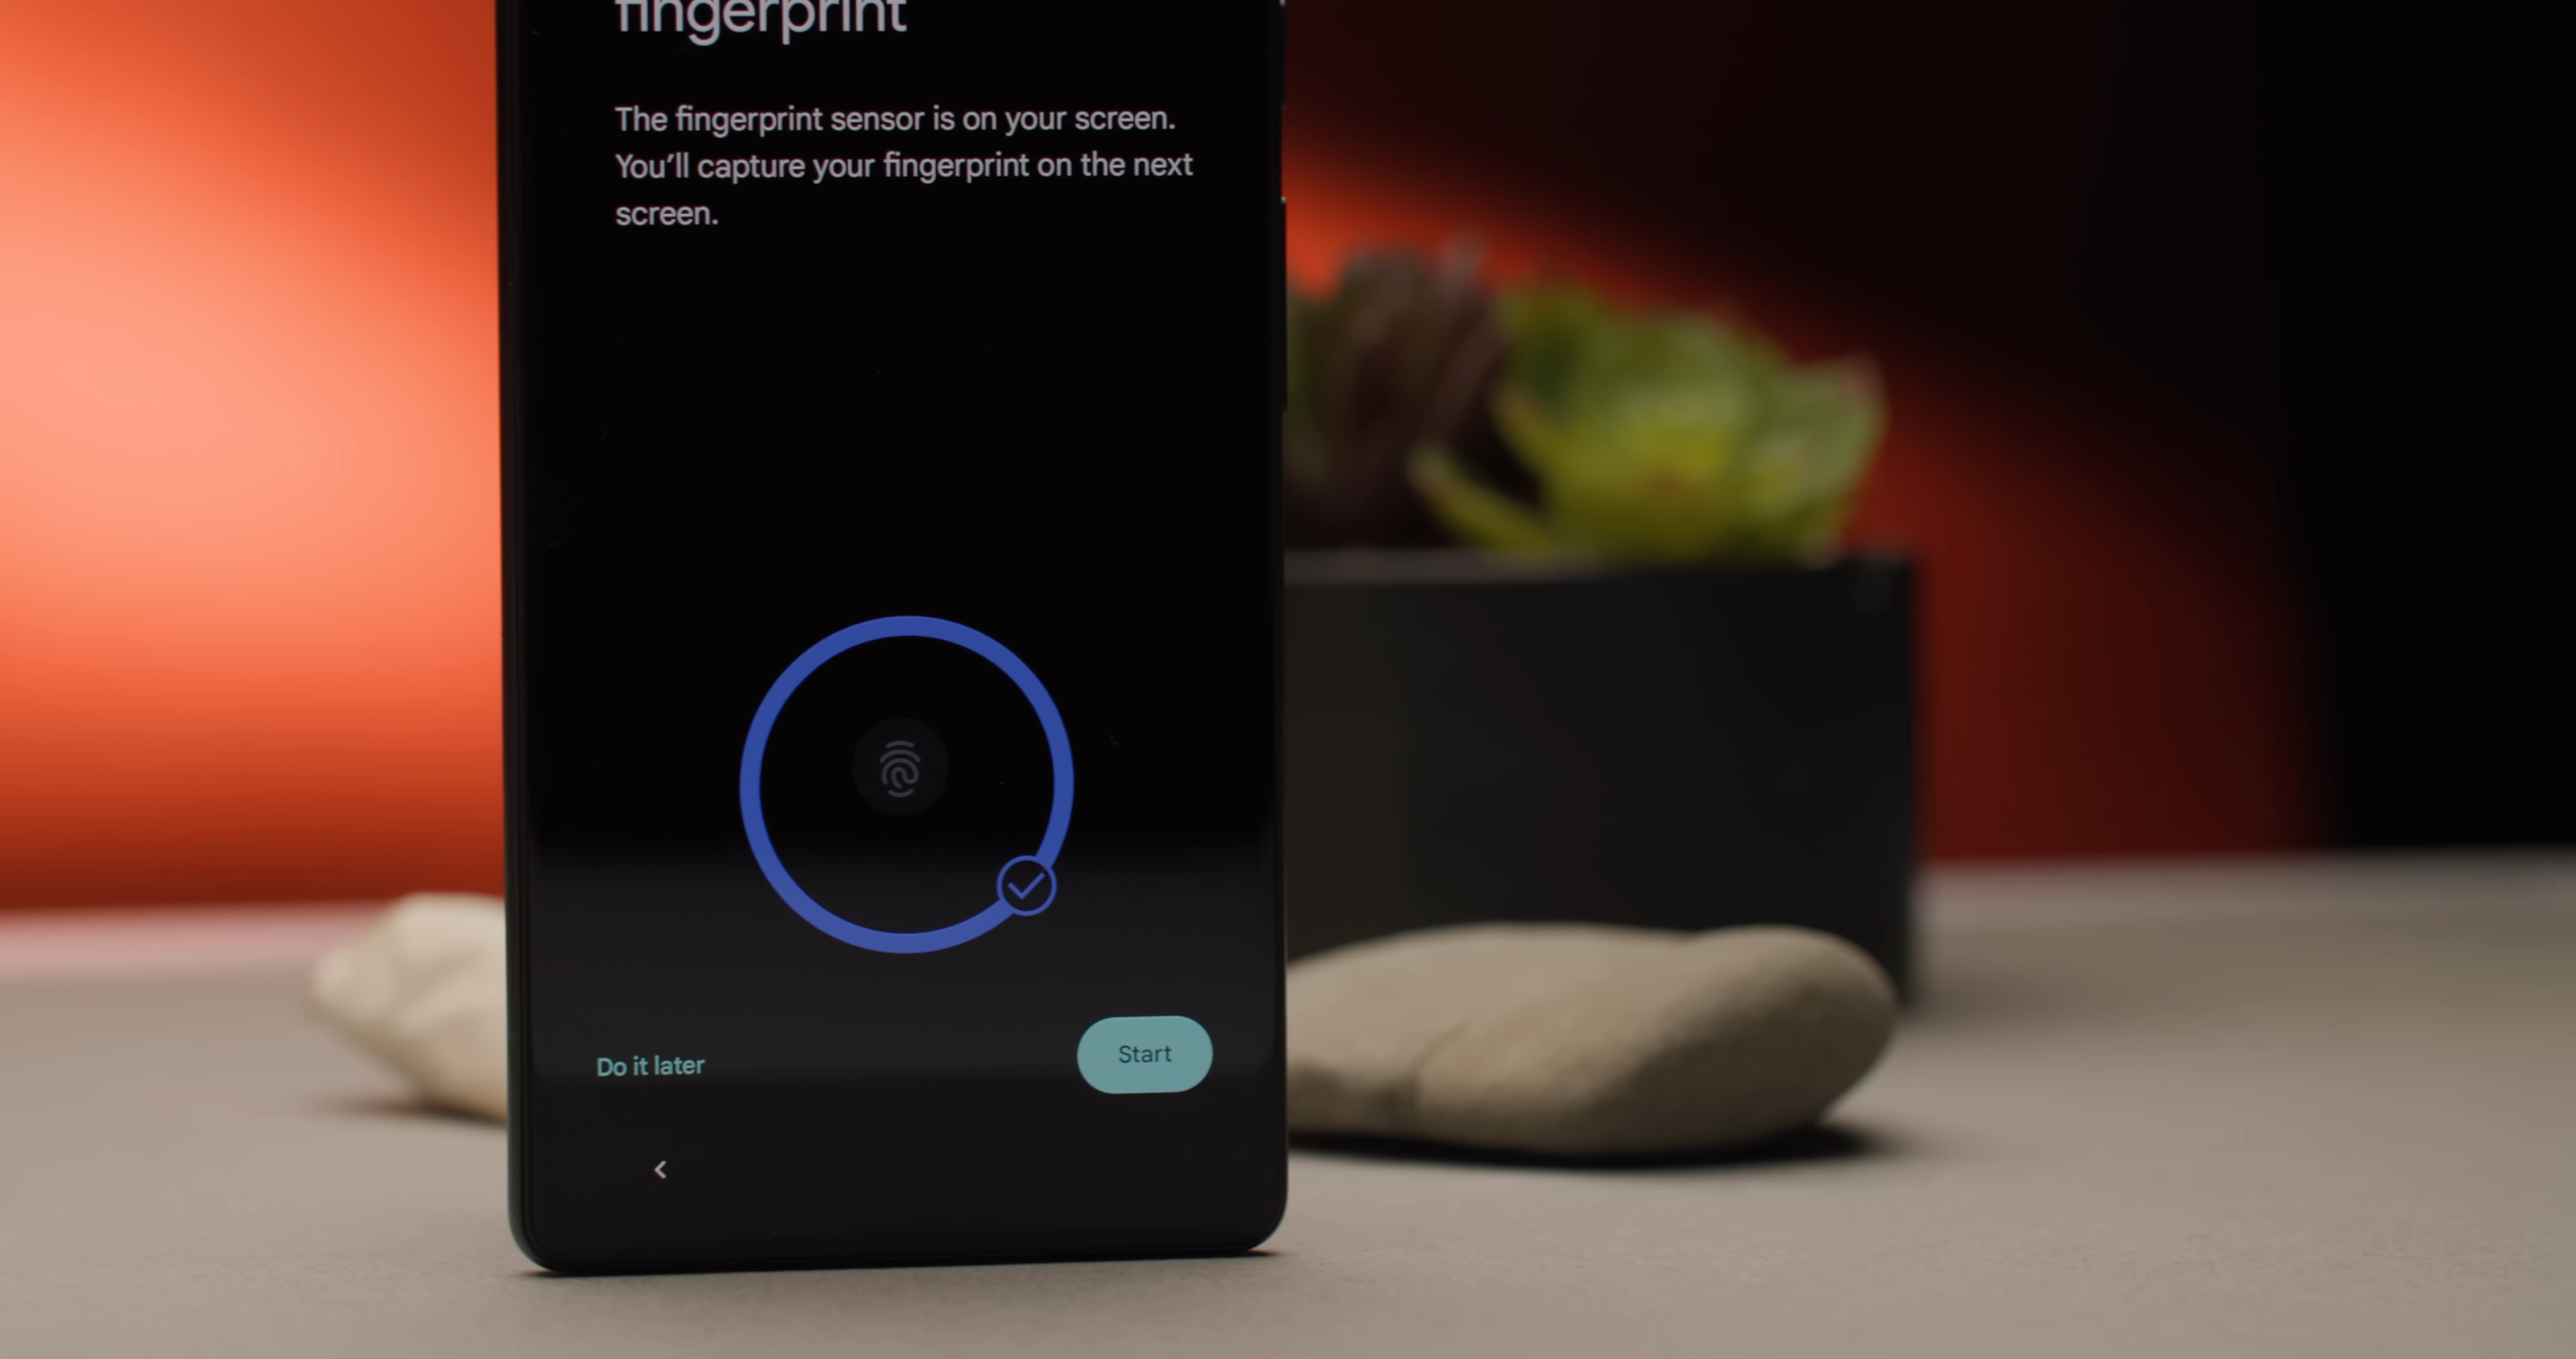 fingerprint
The fingerprint sensor is on your screen.
You’ll capture your fingerprint on the next
screen.
Do it later
Start